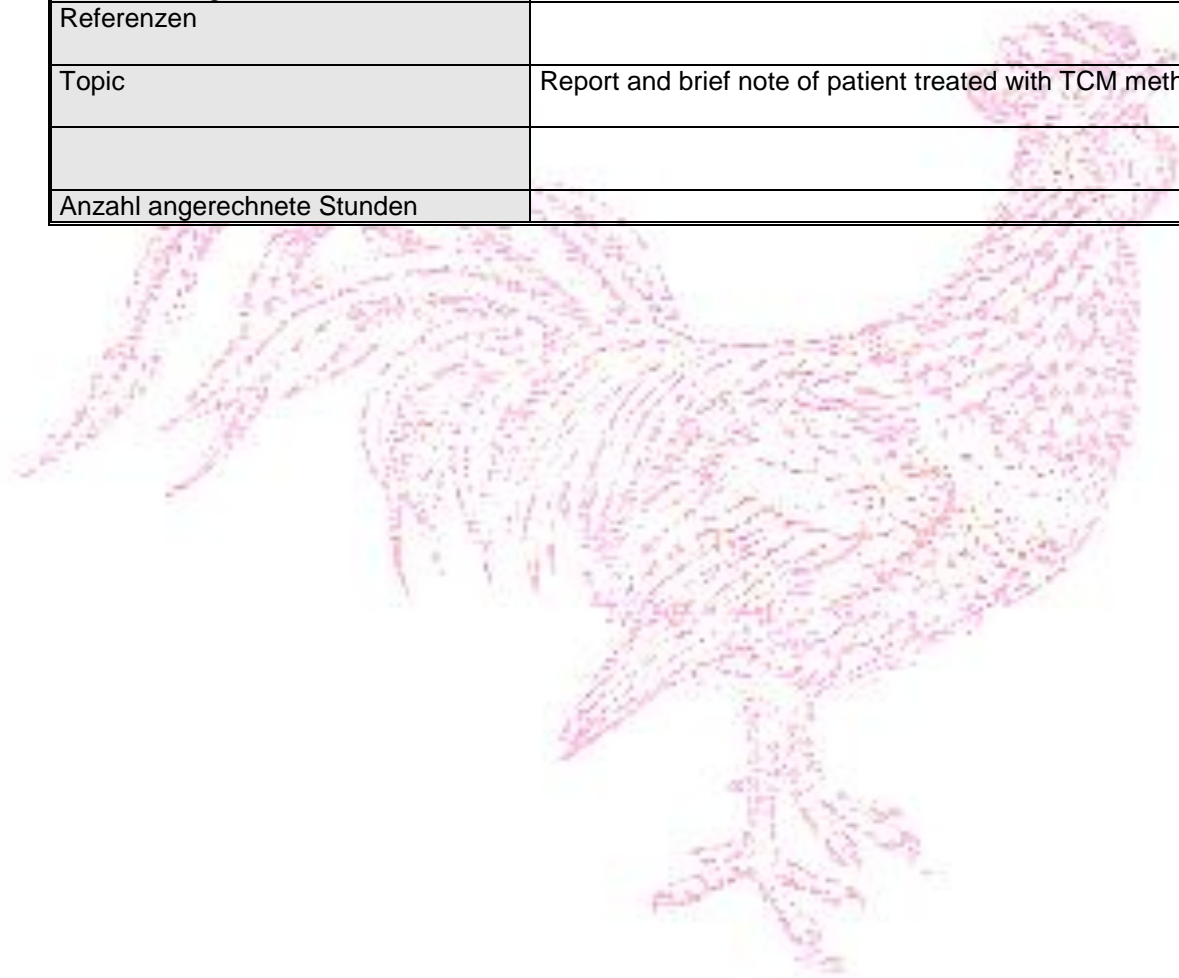 Referenzen
Topic
Report and brief note of patient treated with TCM
Anzahl angerechnete Stunden